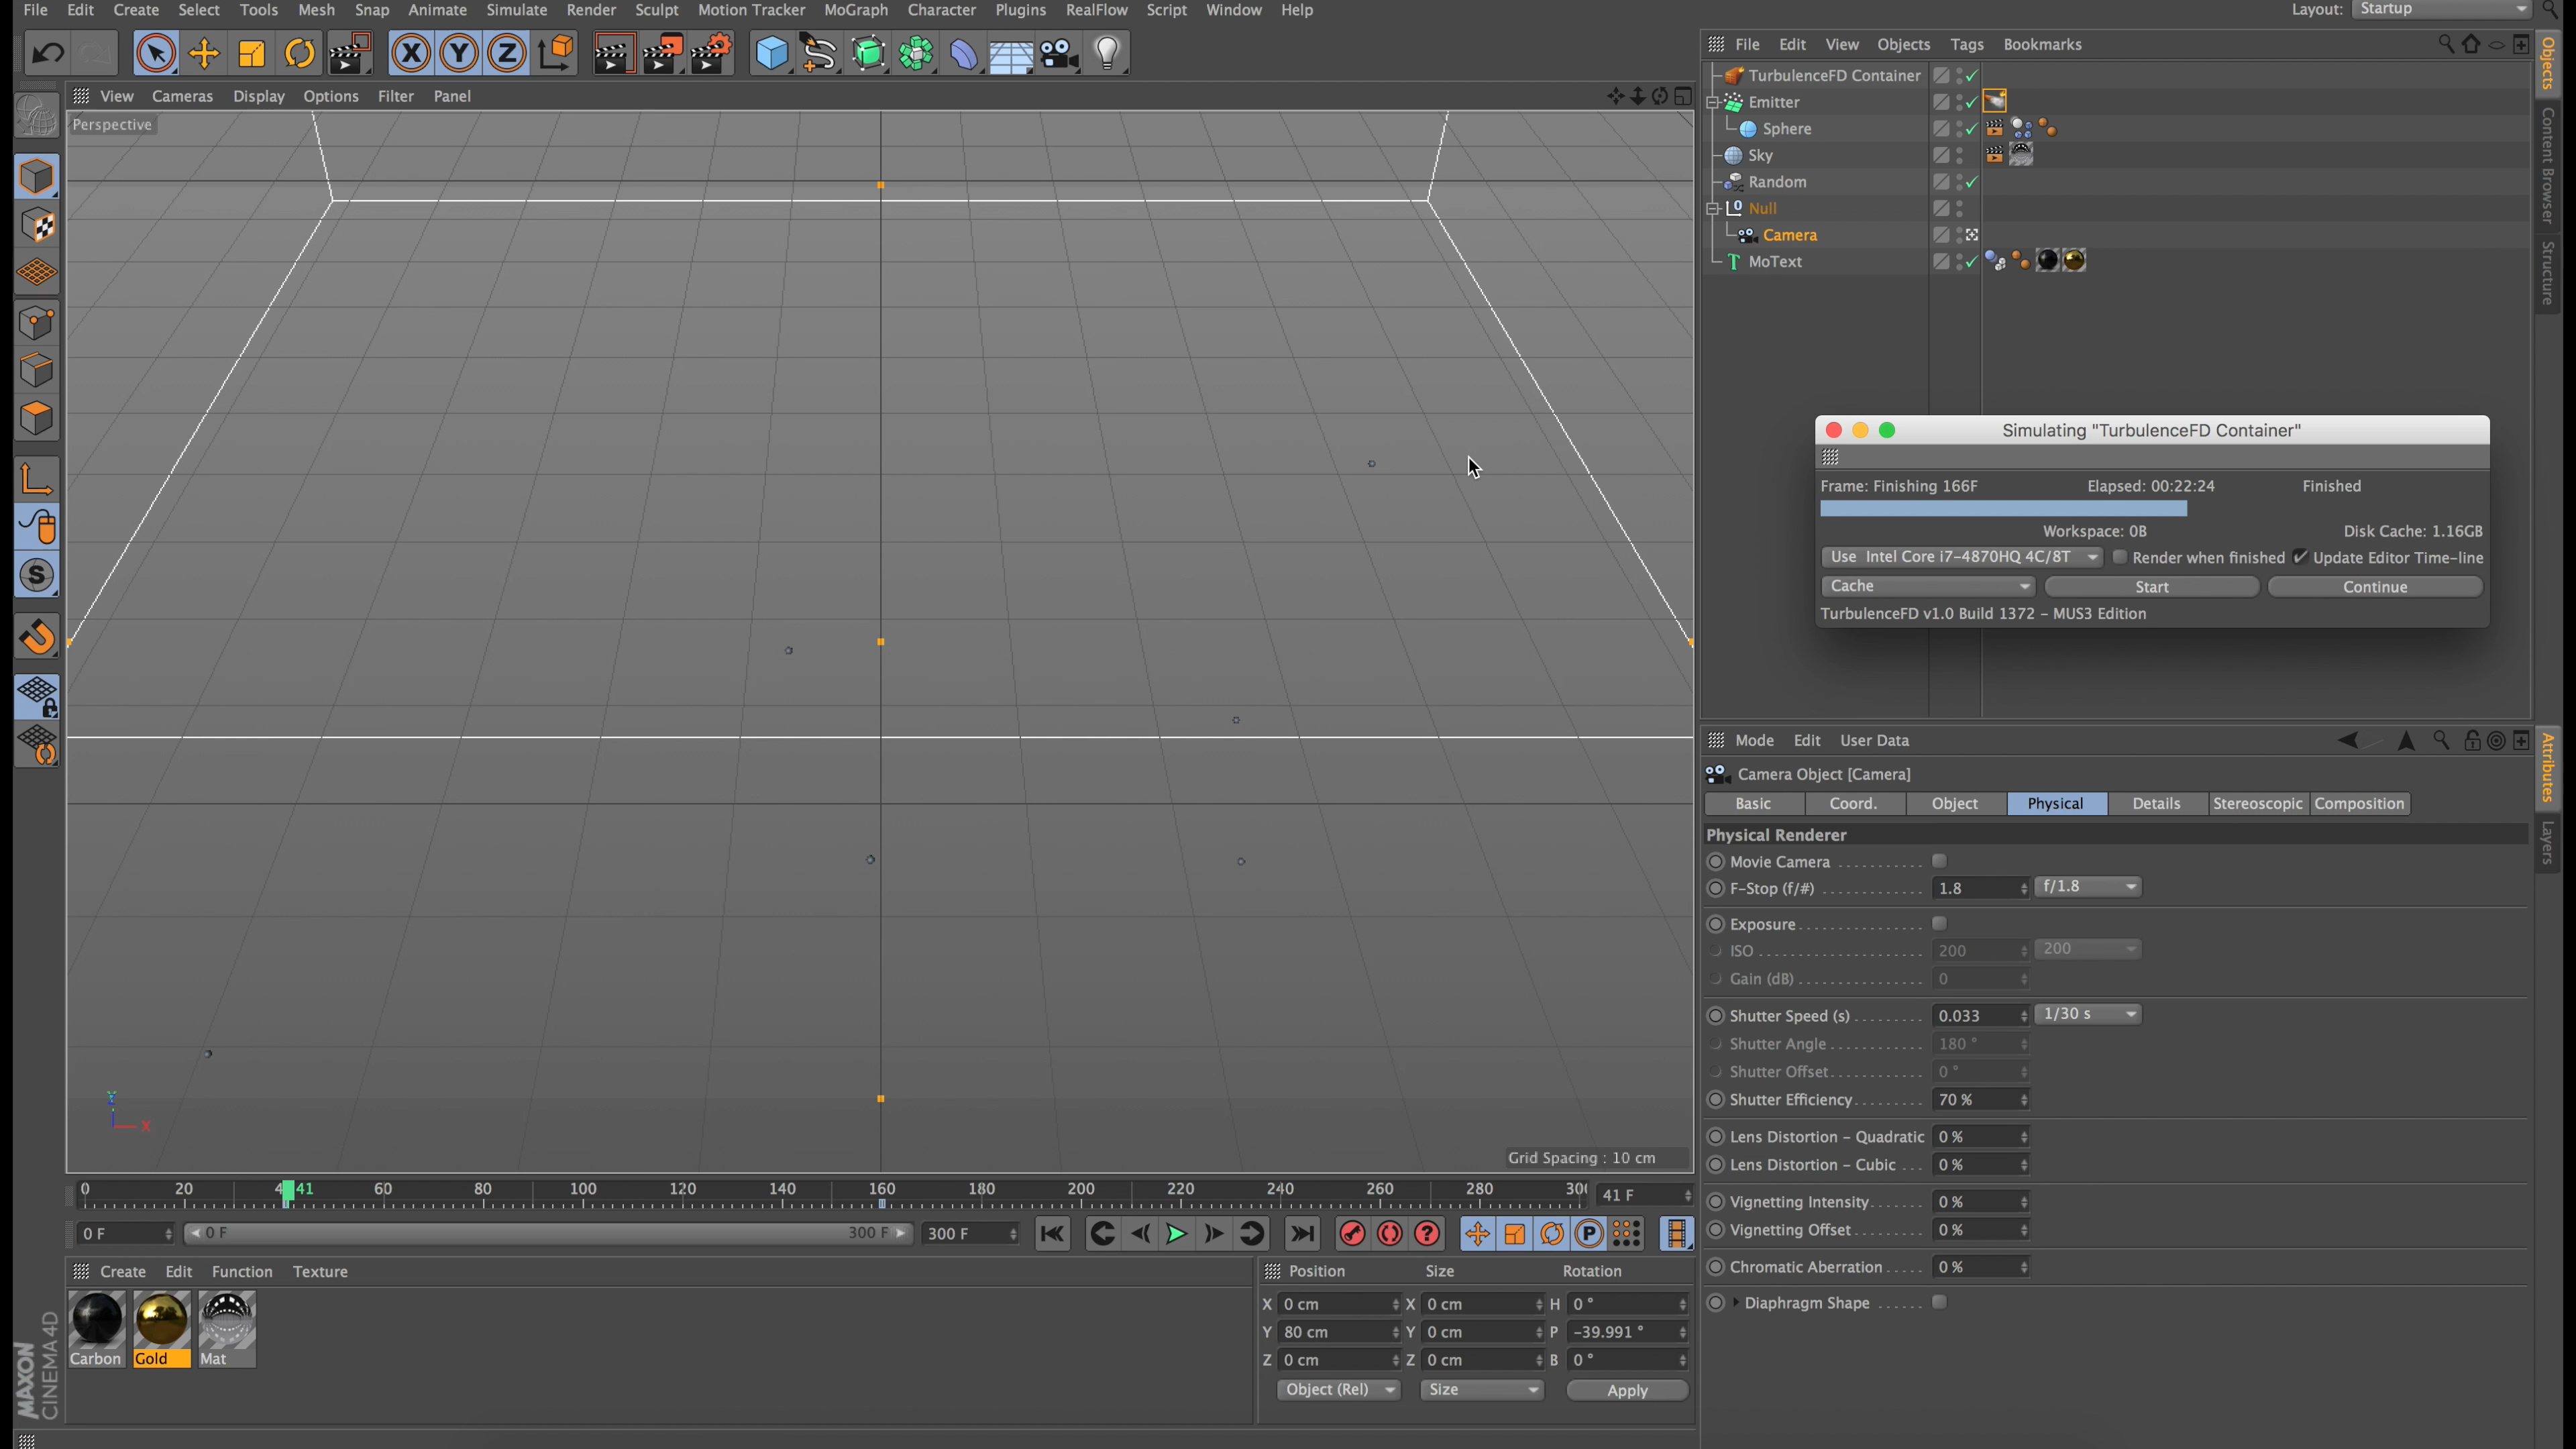 File Edit Create Select Tools Mesh Snap Animate Simulate Render Sculpt Motion Tracker MoGraph Character Plugins RealFlow Script Window Help Layout: Startup
File Edit View Objects Tags Bookmarks
View Cameras Display Options Filter Panel
Perspective
TurbulenceFD Container
Emitter
Sphere
Sky
Random
Null
Camera
MoText
Objects
Content Browser
Structure
Simulating "TurbulenceFD Container"
Frame: Finishing 166F Elapsed: 00:22:24 Finished
Workspace: 0B Disk Cache: 1.16GB
Use Intel Core i7-4870HQ 4C/8T Render when finished Update Editor Time-line
Cache Start Continue
TurbulenceFD v1.0 Build 1372 - MUS3 Edition
Mode Edit User Data
Attributes
Layers
Camera Object [Camera]
Basic Coord. Object Physical Details Stereoscopic Composition
Physical Renderer
Movie Camera
F-Stop (f/#) 1.8 f/1.8
Exposure
ISO 200 200
Gain (dB) 0
Shutter Speed (s) 0.033 1/30 s
Shutter Angle 180 °
Shutter Offset 0 °
Shutter Efficiency 70 %
Lens Distortion - Quadratic 0 %
Lens Distortion - Cubic 0 %
Vignetting Intensity 0 %
Vignetting Offset 0 %
Chromatic Aberration 0 %
Diaphragm Shape
Y X
Grid Spacing : 10 cm
0 20 4 41 60 80 100 120 140 160 180 200 220 240 260 280 300 41 F
0 F 0 F 300 F 300 F
Create Edit Function Texture
Carbon Gold Mat
Position Size Rotation
X 0 cm X 0 cm H 0 °
Y 80 cm Y 0 cm P -39.991 °
Z 0 cm Z 0 cm B 0 °
Object (Rel) Size Apply
MAXON
CINEMA 4D